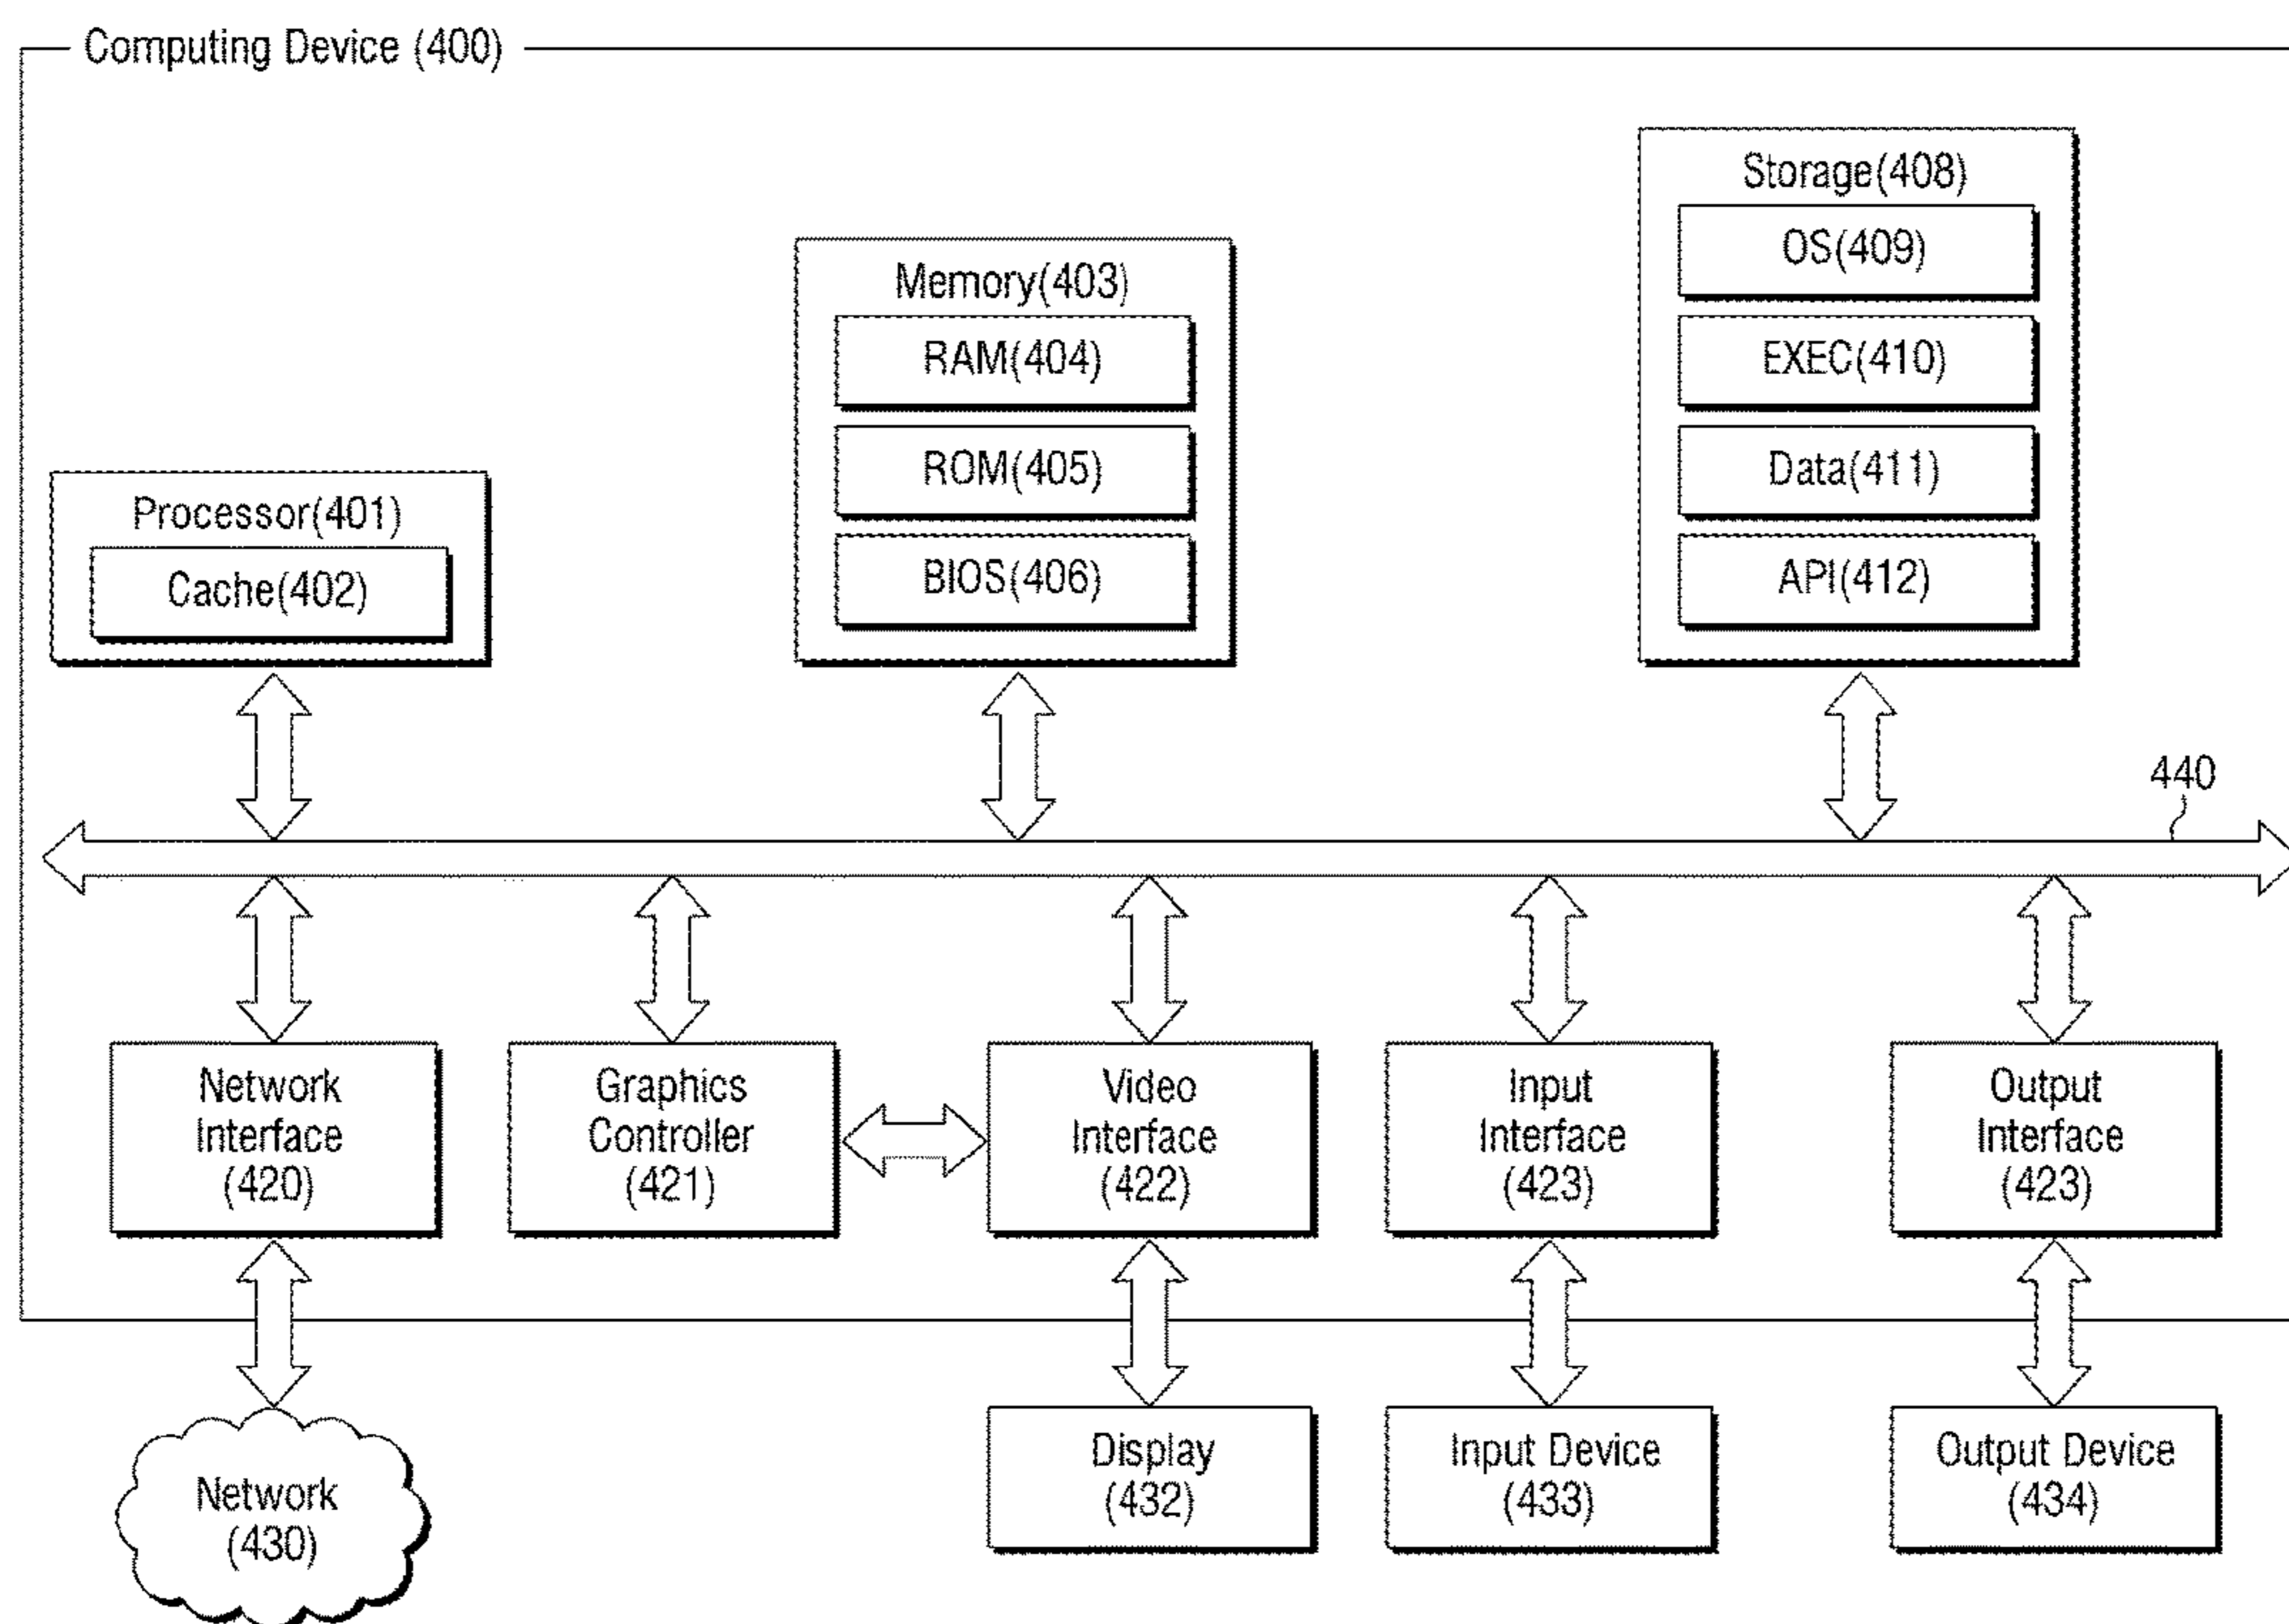 Computing Device (400)
Storage(408)
OS(409)
EXEC(410)
Data(411)
API(412)
Memory(403)
RAM(404)
ROM(405)
BIOS(406)
Processor(401)
Cache(402)
440
Network
Interface
(420)
Graphics
Controller
(421)
Video
Interface
(422)
Input
Interface
(423)
Output
Interface
(423)
Network
(430)
Display
(432)
Input Device
(433)
Output Device
(434)